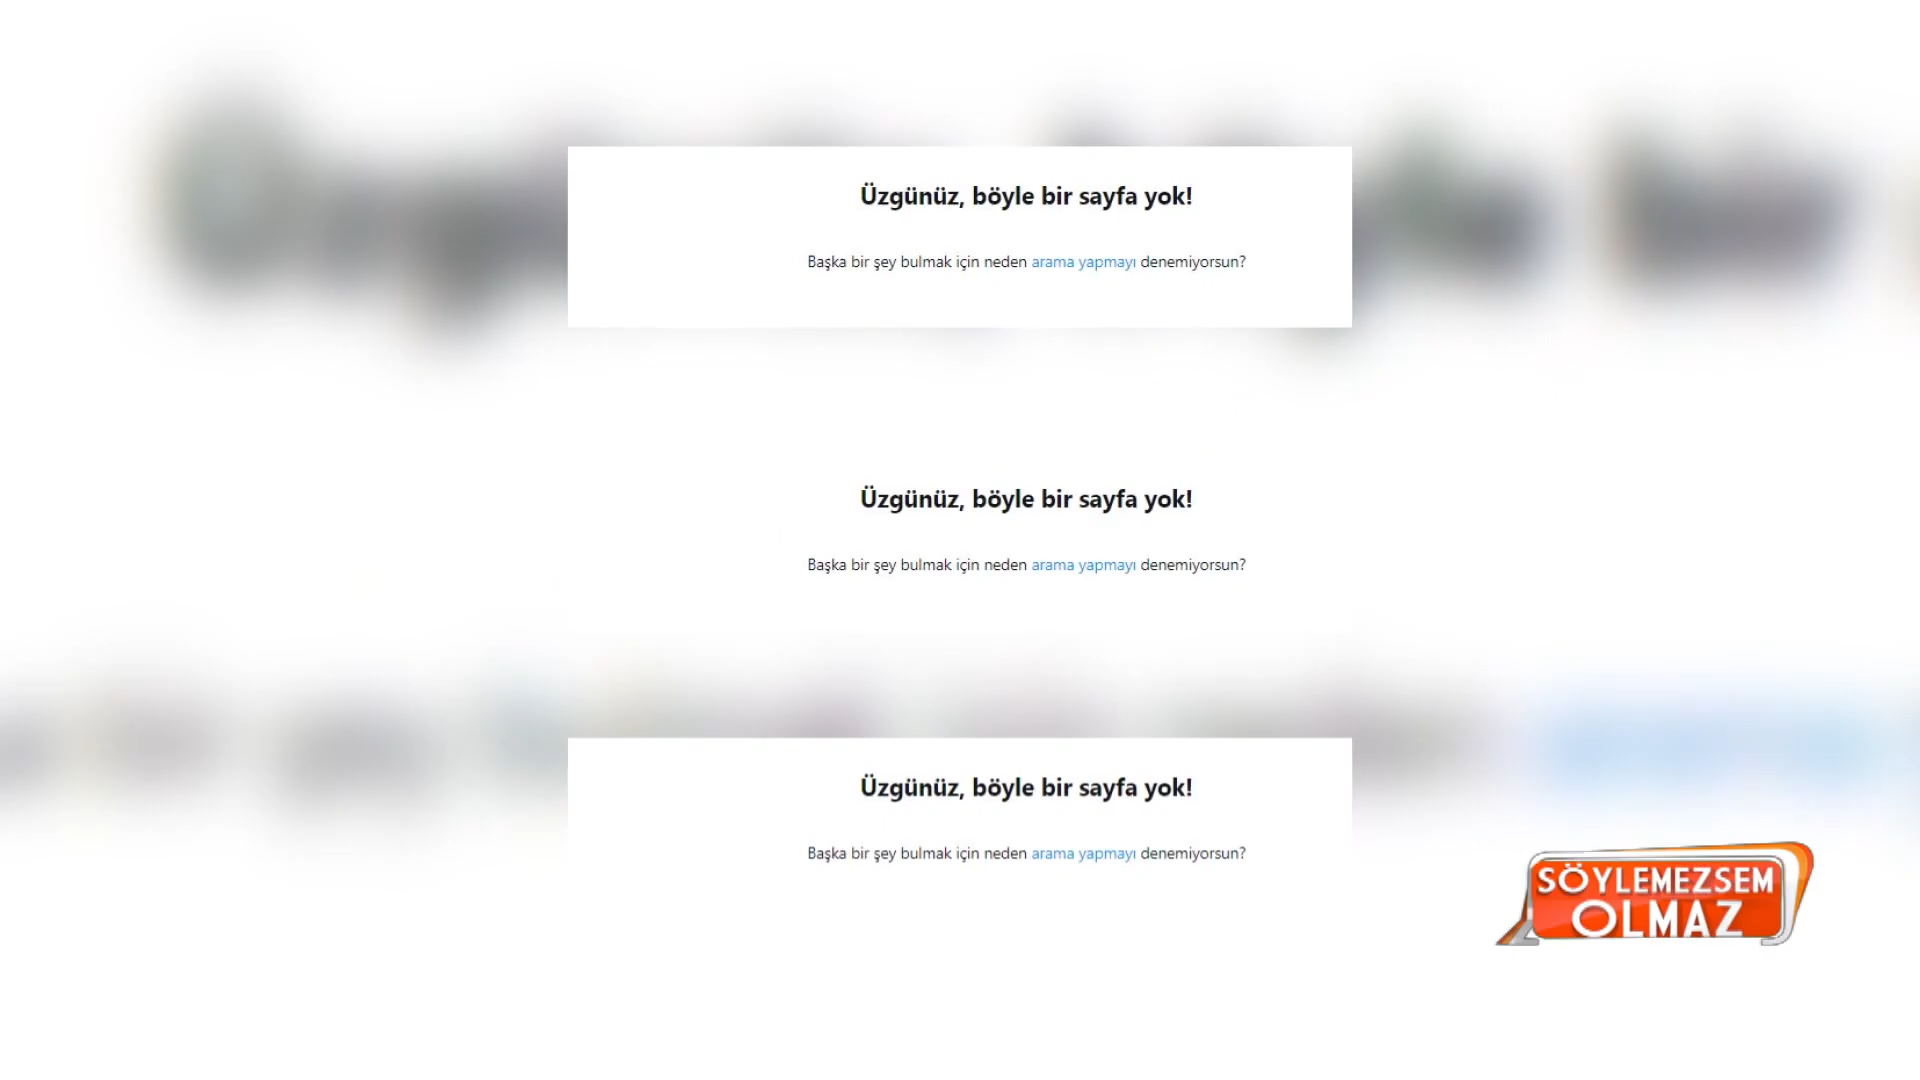 Üzgünüz, böyle bir sayfa yok!
Başka bir şey bulmak için neden arama yapmayı denemiyorsun?
Üzgünüz, böyle bir sayfa yok!
Başka bir şey bulmak için neden arama yapmayı denemiyorsun?
Üzgünüz, böyle bir sayfa yok!
Başka bir şey bulmak için neden arama yapmayı denemiyorsun?
SÖYLEMEZSEM
OLMAZ